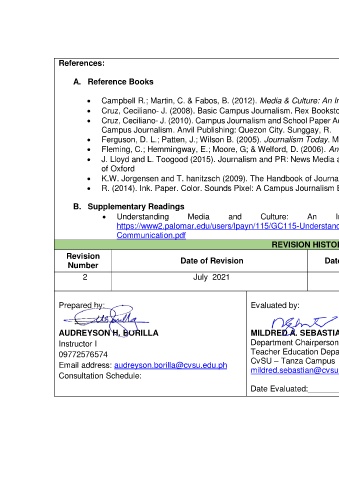 References:
A. Reference Books
• Campbell R.; Martin, C. & Fabos, B. (2012). Media & Culture: An In
• Cruz, Ceciliano- J. (2008). Basic Campus Journalism. Rex Booksto
• Cruz, Ceciliano- J. (2010). Campus Journalism and School Paper A
Campus Journalism. Anvil Publishing: Quezon City. Sunggay, R.
• Ferguson, D. L.; Patten, J.; Wilson B. (2005). Journalism Today. M
• Fleming, C.; Hemmingway, E.; Moore, G; & Welford, D. (2006). An
• J. Lloyd and L. Toogood (2015). Journalism and PR: News Media a
of Oxford
• K.W. Jorgensen and T. hanitzsch (2009). The Handbook of Journa
• R. (2014). Ink. Paper. Color. Sounds Pixel: A Campus Journalism E
B. Supplementary Readings
• Understanding Media and Culture: An In
https://www2.palomar.edu/users/lpayn/115/GC115-Understand
Communication.pdf
REVISION HISTO
Revision Number Date of Revision Date
2 July 2021
Prepared by: Evaluated by:
AUDREYSON H. BORILLA MILDRED A. SEBASTIA
Instructor I Department Chairperson
09772576574 Teacher Education Depa
Email address: audreyson.borilla@cvsu.edu.ph CvSU – Tanza Campus
Consultation Schedule: mildred.sebastian@cvsu
Date Evaluated: